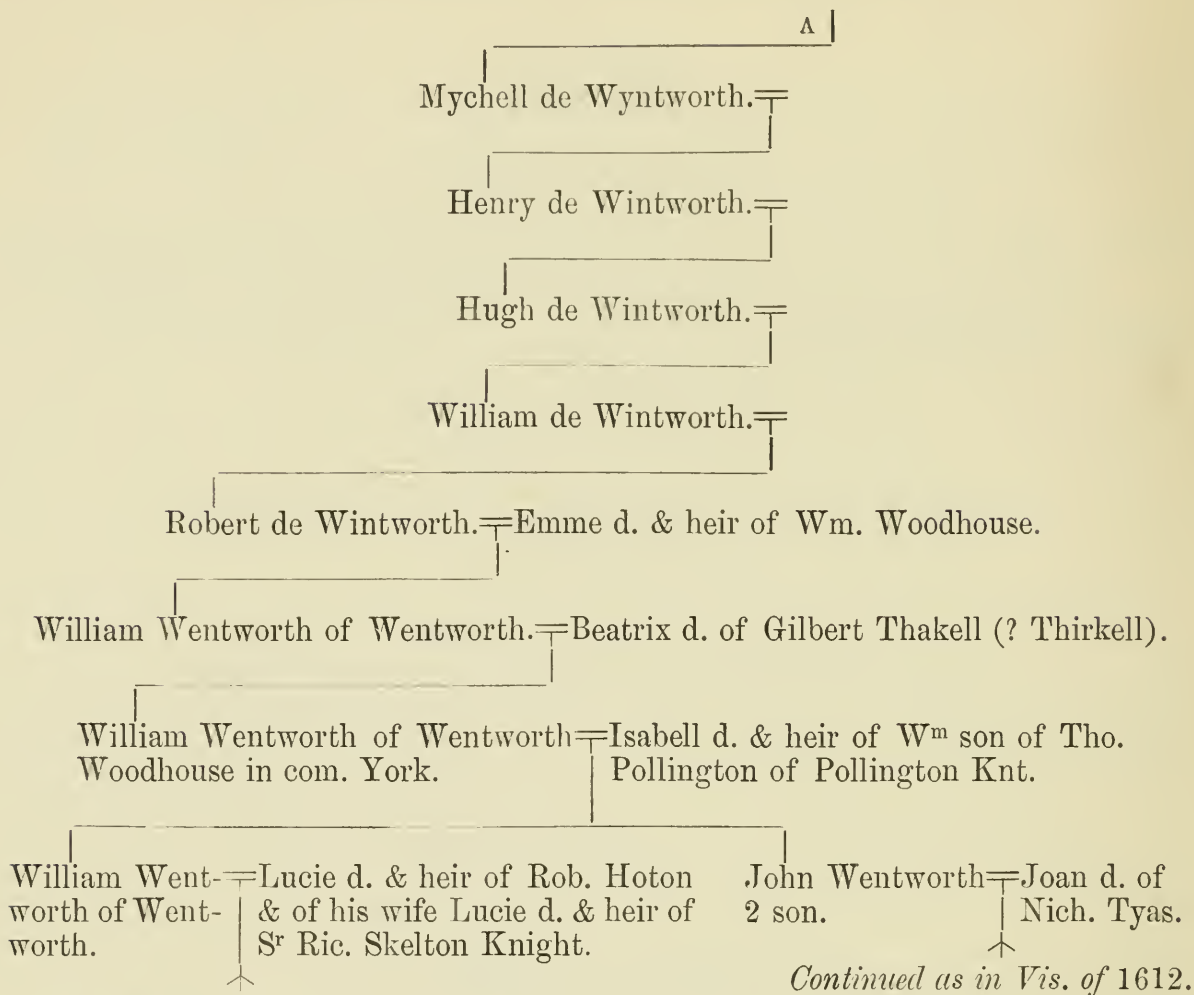 A
Mychell de Wyntworth.
Henry de Wintworth.
Hugh de Wintworth.
William de Wintworth.
Robert de Wintworth.=Emme d. & heir of Wm. Woodhouse.
William Wentworth of Wentworth.=Beatrix d. of Gilbert Thakell (? Thirkell).
William Wentworth of Wentworth=Isabell d. & heir of Wᵐ son of Tho.
Woodhouse in com. York. Pollington of Pollington Knt.
William Went-=Lucie d. & heir of Rob. Hoton John Wentworth=Joan d. of
worth of Went- & of his wife Lucie d. & heir of 2 son. Nich. Tyas.
worth. Sʳ Ric. Skelton Knight.
Continued as in Vis. of 1612.